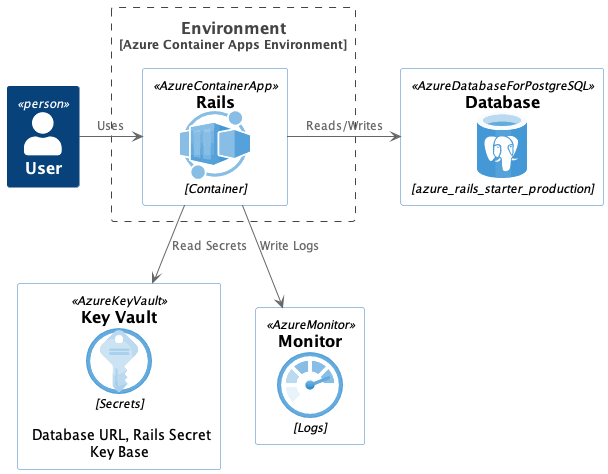 Environment
[Azure Container Apps Environment]
«person»
User
Uses
«AzureContainerApp»
Rails
[Container]
Reads/Writes
«AzureDatabaseForPostgreSQL»
Database
[azure_rails_starter_production]
Read Secrets
Write Logs
«AzureKeyVault»
Key Vault
[Secrets]
Database URL, Rails Secret
Key Base
«AzureMonitor»
Monitor
[Logs]